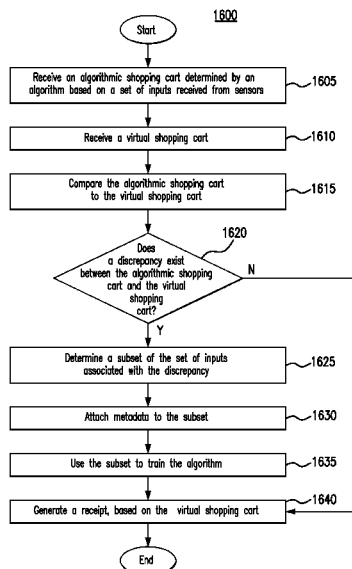 1600
Start
Receive an algorithmic shopping cart determined by an
algorithm based on a set of inputs received from sensors
1605
Receive a virtual shopping cart
1610
Compare the algorithmic shopping cart
to the virtual shopping cart
1615
1620
Does
a discrepancy exist
between the algorithmic shopping
cart and the virtual
shopping
cart?
N
Y
Determine a subset of the set of inputs
associated with the discrepancy
1625
Attach metadata to the subset
1630
Use the subset to train the algorithm
1635
1640
Generate a receipt, based on the virtual shopping cart
End